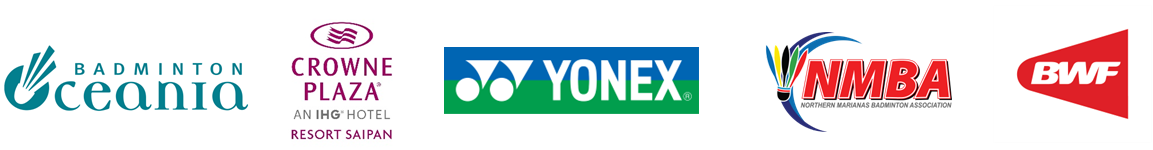 BADMINTON
Oceania
CROWNE
PLAZA®
AN IHG® HOTEL
RESORT SAIPAN
YONEX®
NMBA
NORTHERN MARIANAS BADMINTON ASSOCIATION
BWF